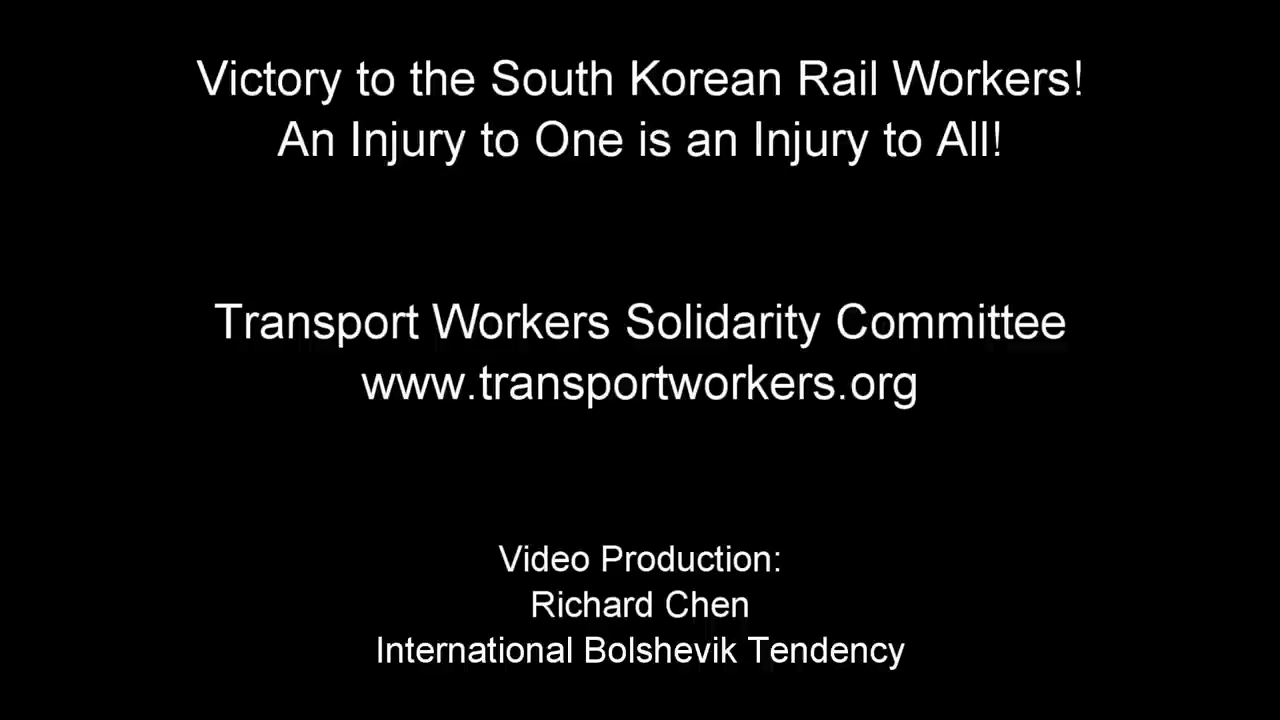 Victory to the South Korean Rail Workers!
An Injury to One is an Injury to All!
Transport Workers Solidarity Committee
www.transportworkers.org
Video Production:
Richard Chen
International Bolshevik Tendency